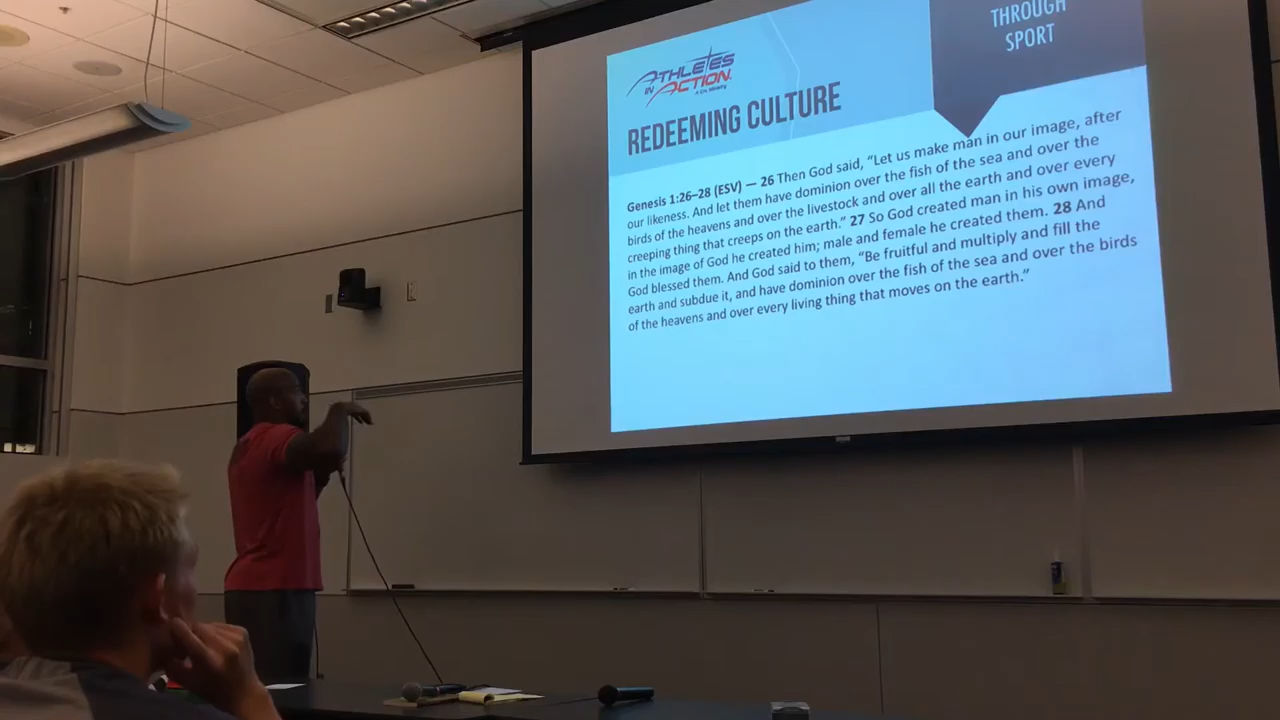 THROUGH
SPORT
ATHLETES
IN ACTION
REDEEMING CULTURE
Genesis 1:26–28 (ESV) — 26 Then God said, “Let us make man in our image, after
our likeness. And let them have dominion over the fish of the sea and over the
birds of the heavens and over the livestock and over all the earth and over every
creeping thing that creeps on the earth.” 27 So God created man in his own image,
in the image of God he created him; male and female he created them. 28 And
God blessed them. And God said to them, “Be fruitful and multiply and fill the
earth and subdue it, and have dominion over the fish of the sea and over the birds
of the heavens and over every living thing that moves on the earth.”